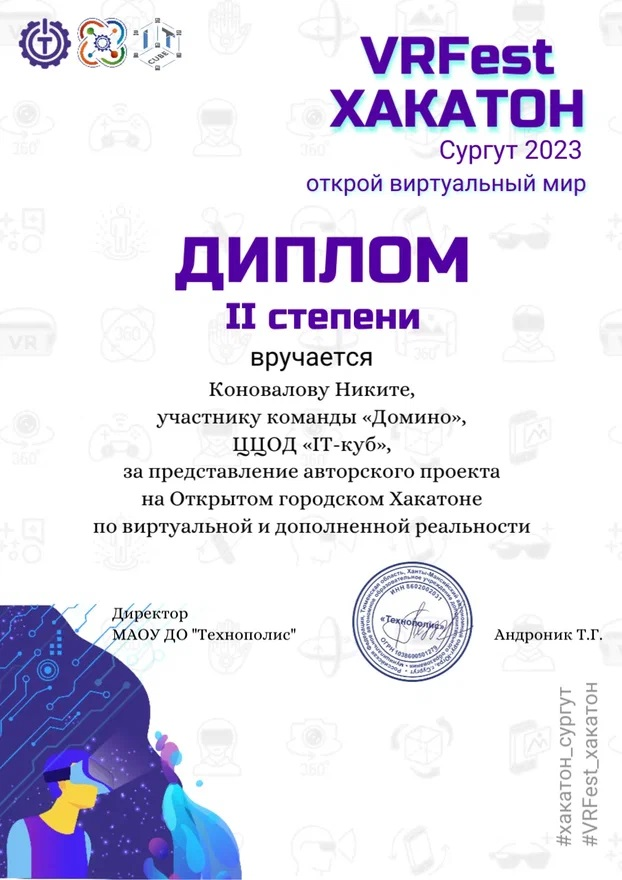 IT
CUBE
VRFest
ХАКАТОН
Сургут 2023
открой виртуальный мир
ДИПЛОМ
II степени
вручается
Коновалову Никите,
участнику команды «Домино»,
ЦЦОД «IT-куб»,
за представление авторского проекта
на Открытом городском Хакатоне
по виртуальной и дополненной реальности
Директор
МАОУ ДО "Технополис"
«Технополис»
Андроник Т.Г.
#хакатон_сургут
#VRFest_хакатон